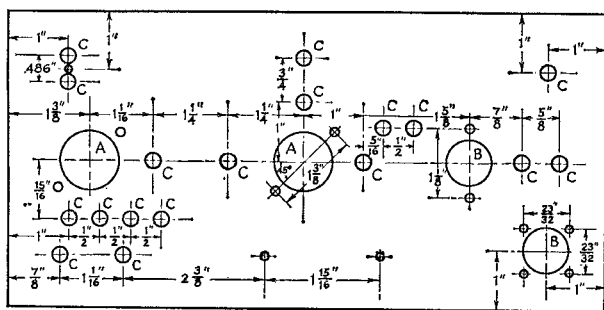 1" C 1" C 1" 1"
.486" C 3/4" C
C
1 3/8" 1 1/16" 1 1/4" 1 1/4" C 1" C C 1 5/8" 7/8" 5/8"
A A 5/16" 1/2" B
C C 45° 1 3/8" C 1 1/8" C C
15/16"
C C C C 23/32"
1" 1/2" 1/2" 1/2" B 23/32"
C C
7/8" 1 1/16" 2 3/8" 1 15/16" 1" 1"